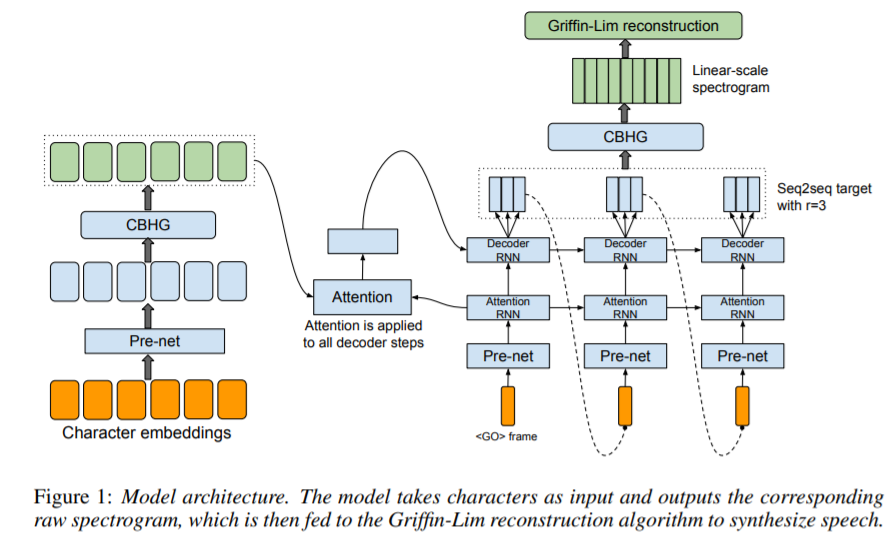 Griffin-Lim reconstruction
Linear-scale
spectrogram
CBHG
Seq2seq target
with r=3
CBHG
Decoder
RNN
Decoder
RNN
Decoder
RNN
Attention
Attention is applied
to all decoder steps
Attention
RNN
Attention
RNN
Attention
RNN
Pre-net
Pre-net
Pre-net
Pre-net
<GO> frame
Character embeddings
Figure 1: Model architecture. The model takes characters as input and outputs the corresponding
raw spectrogram, which is then fed to the Griffin-Lim reconstruction algorithm to synthesize speech.